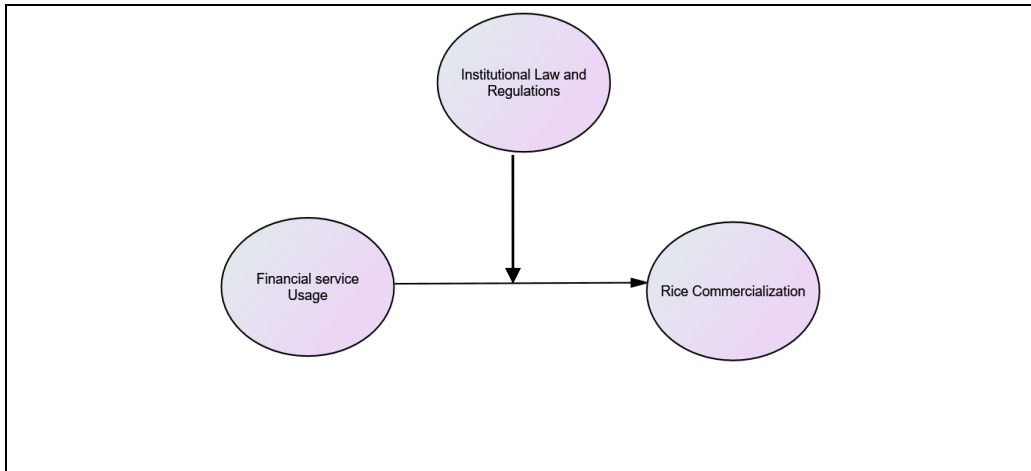 Institutional Law and
Regulations
Financial service
Usage
Rice Commercialization